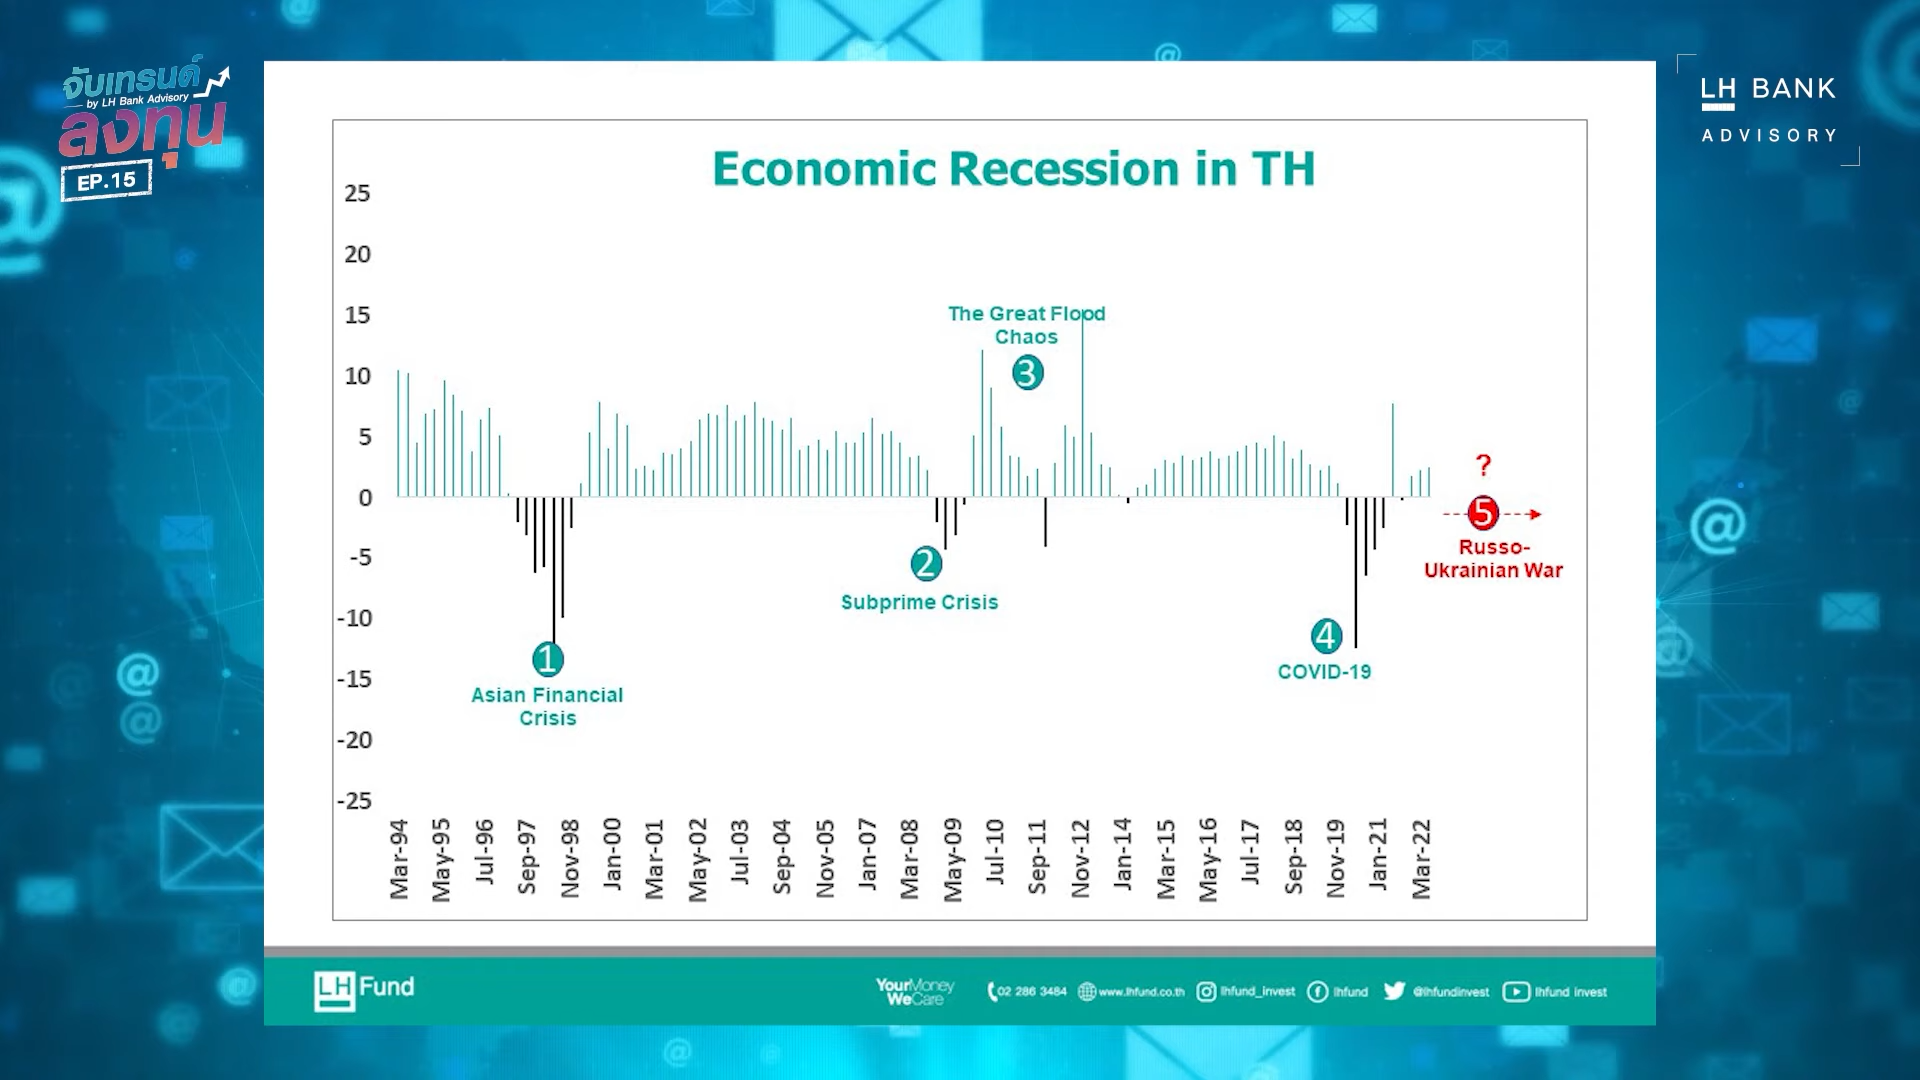 จับเทรนด์
by LH Bank Advisory
ลงทุน
EP.15
LH BANK
ADVISORY
Economic Recession in TH
25
20
15
10
5
0
-5
-10
-15
-20
-25
The Great Flood
Chaos
3
?
5
Russo-
Ukrainian War
2
Subprime Crisis
4
COVID-19
1
Asian Financial
Crisis
Mar-94
May-95
Jul-96
Sep-97
Nov-98
Jan-00
Mar-01
May-02
Jul-03
Sep-04
Nov-05
Jan-07
Mar-08
May-09
Jul-10
Sep-11
Nov-12
Jan-14
Mar-15
May-16
Jul-17
Sep-18
Nov-19
Jan-21
Mar-22
LH Fund
YourMoney
WeCare
02 286 3484
www.lhfund.co.th
lhfund_invest
lhfund
@lhfundinvest
lhfund invest